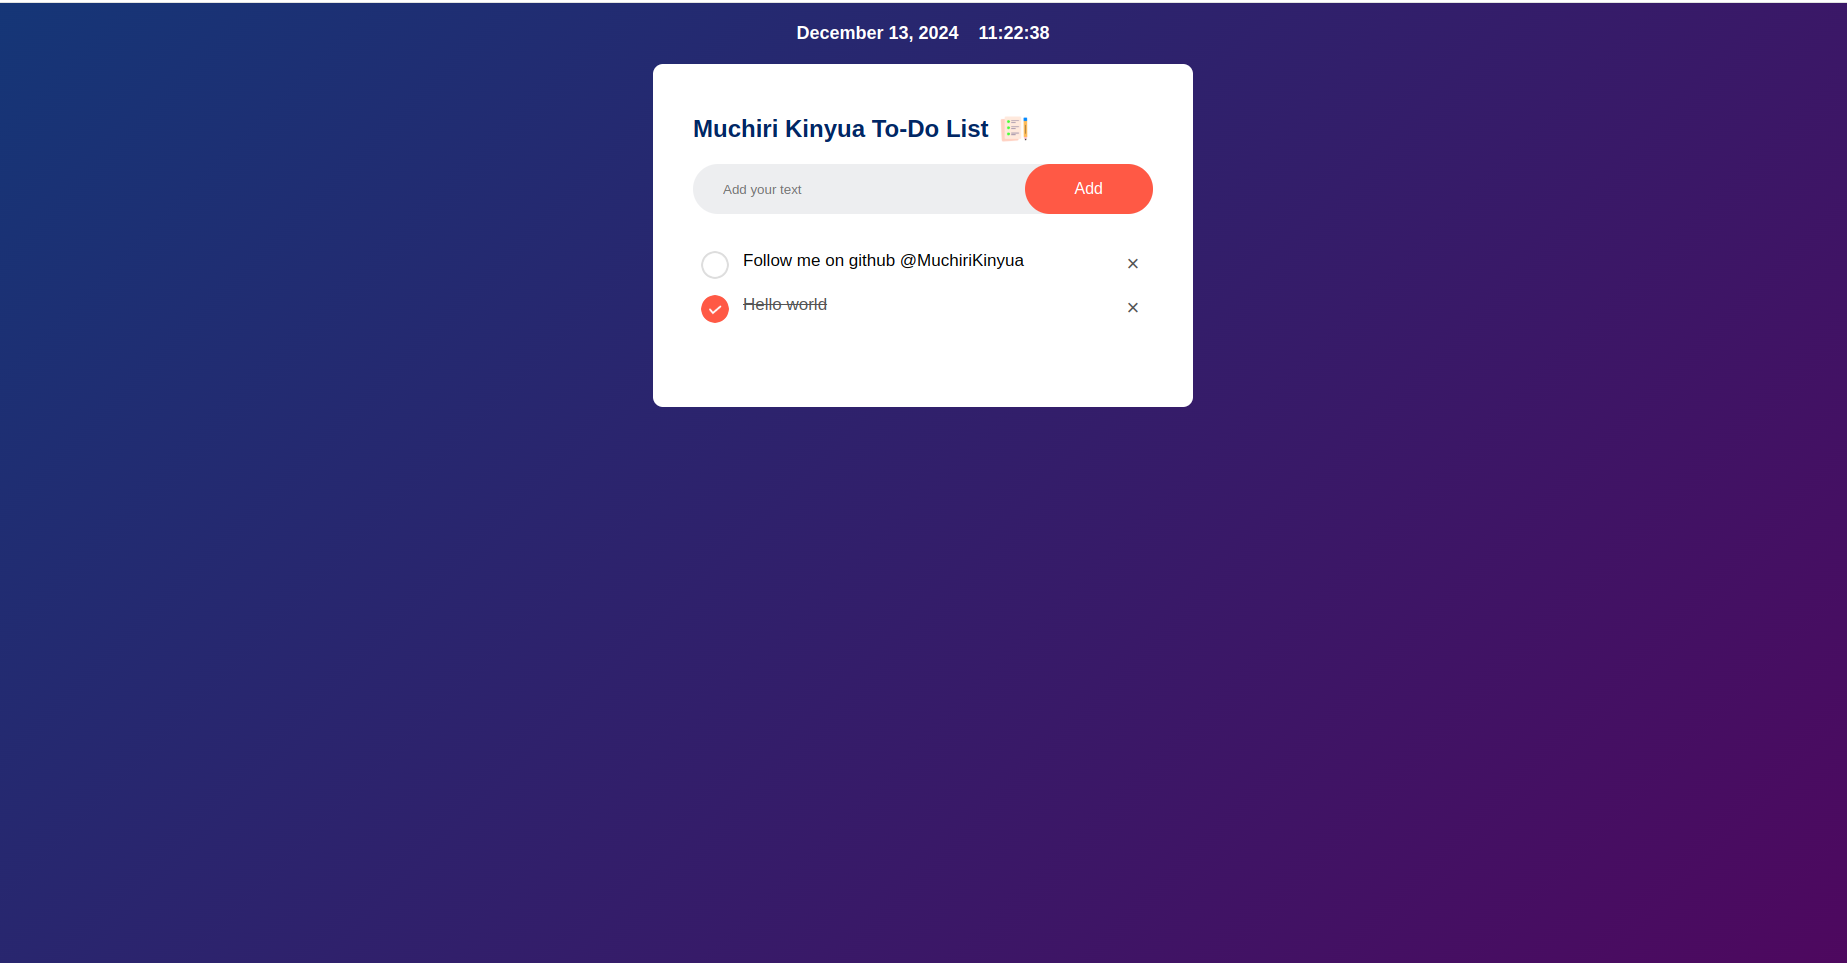 December 13, 2024 11:22:38
Muchiri Kinyua To-Do List
Add your text Add
Follow me on github @MuchiriKinyua ×
Hello world ×